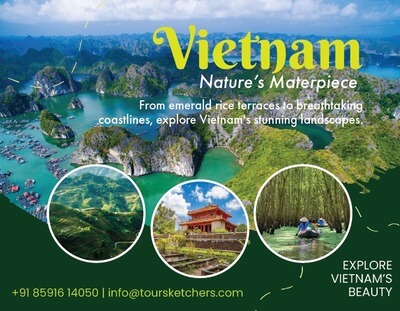 Vietnam
Nature's Materpiece
From emerald rice terraces to breathtaking
coastlines, explore Vietnam's stunning landscapes.
EXPLORE
VIETNAM'S
BEAUTY
+91 85916 14050 | info@toursketchers.com